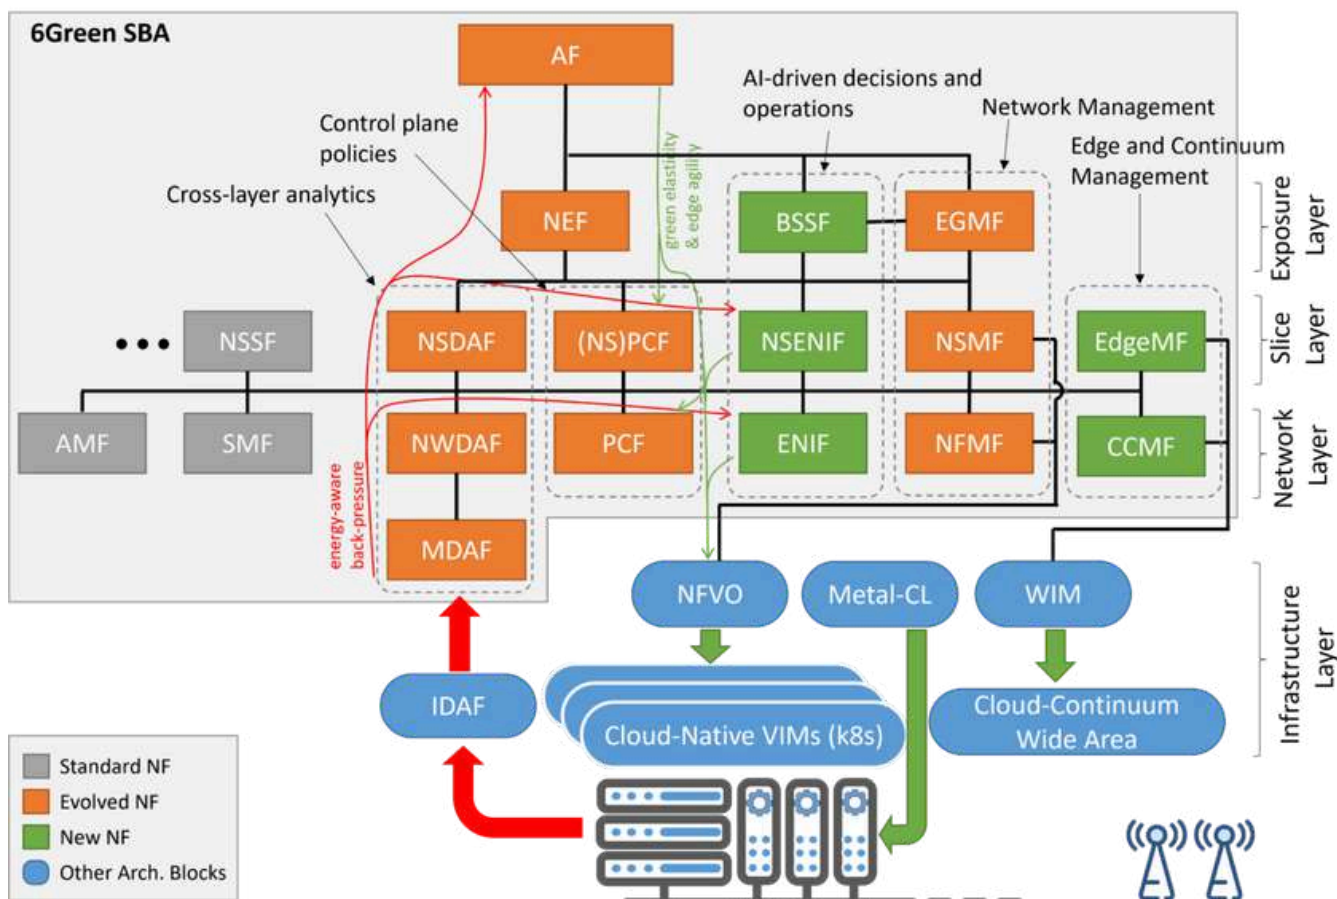 6Green SBA
AF
AI-driven decisions and
operations
Network Management
Control plane
policies
Edge and Continuum
Management
Cross-layer analytics
green elasticity
& edge agility
NEF
BSSF
EGMF
Exposure
Layer
NSSF
NSDAF
(NS)PCF
NSENIF
NSMF
EdgeMF
Slice
Layer
AMF
SMF
NWDAF
PCF
ENIF
NFMF
CCMF
Network
Layer
energy-aware
back-pressure
MDAF
NFVO
Metal-CL
WIM
Infrastructure
Layer
IDAF
Cloud-Native VIMs (k8s)
Cloud-Continuum
Wide Area
Standard NF
Evolved NF
New NF
Other Arch. Blocks